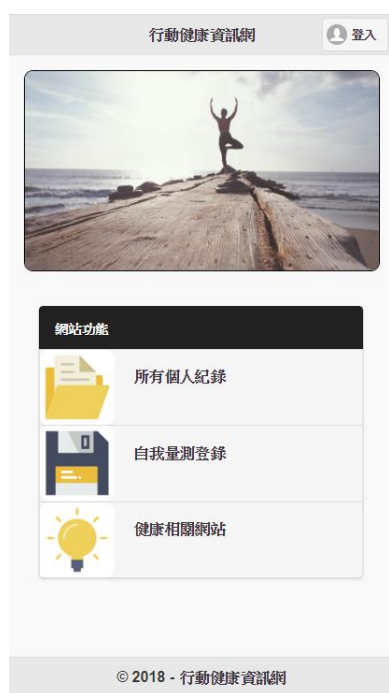 行動健康資訊網
登入
網站功能
所有個人紀錄
自我量測登錄
健康相關網站
© 2018 - 行動健康資訊網